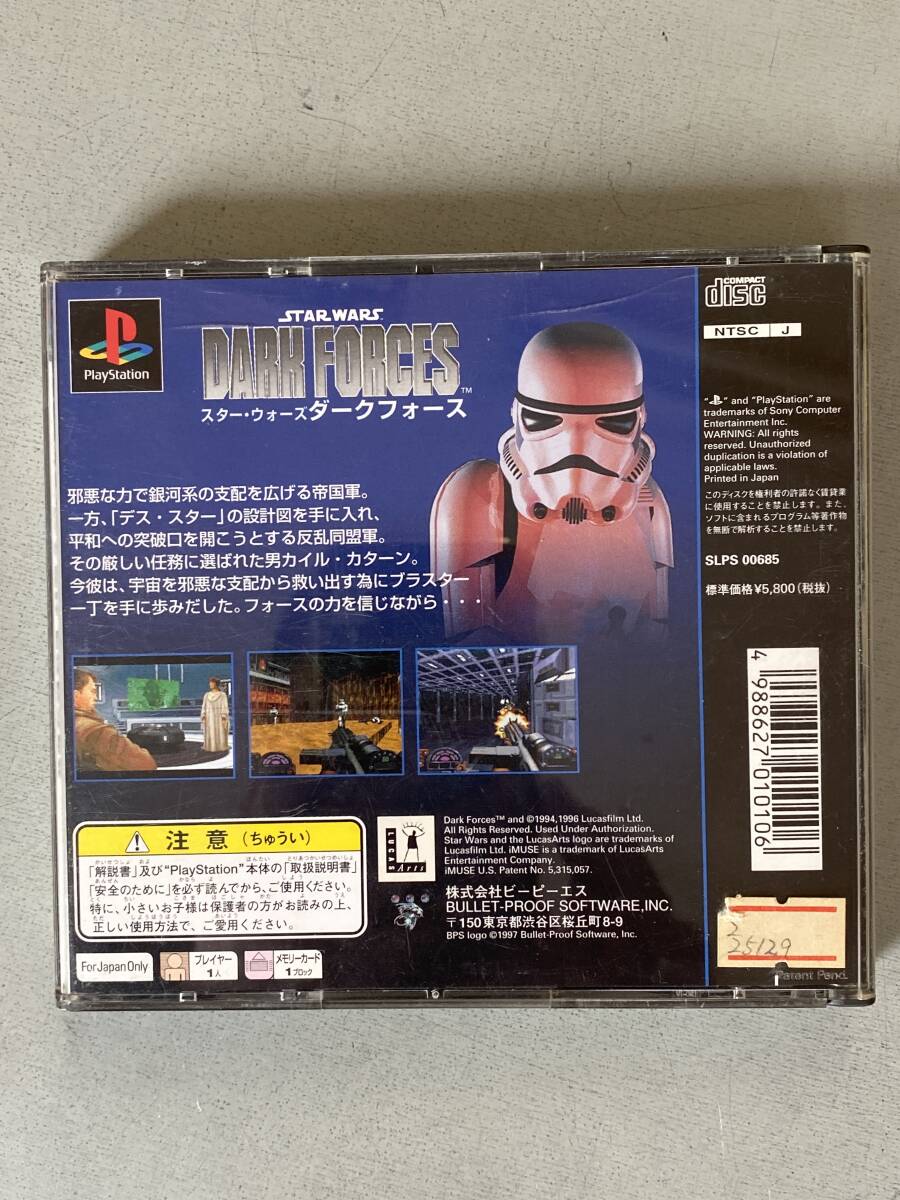 PlayStation
STAR WARS
DARK FORCES™
スター・ウォーズダークフォース
邪悪な力で銀河系の支配を広げる帝国軍。
一方、「デス・スター」の設計図を手に入れ、
平和への突破口を開こうとする反乱同盟軍。
その厳しい任務に選ばれた男カイル・カターン。
今彼は、宇宙を邪悪な支配から救い出す為にブラスター
一丁を手に歩みだした。フォースの力を信じながら・・・
COMPACT
disc
NTSC J
" " and "PlayStation" are
trademarks of Sony Computer
Entertainment Inc.
WARNING: All rights
reserved. Unauthorized
duplication is a violation of
applicable laws.
Printed in Japan
このディスクを権利者の許諾なく賃貸業
に使用することを禁止します。また、
ソフトに含まれるプログラム等著作物
を無断で解析することを禁止します。
SLPS 00685
標準価格¥5,800(税抜)
4 988627 010106
注意(ちゅうい)
「解説書」及び"PlayStation"本体の「取扱説明書」
「安全のために」を必ず読んでから、ご使用ください。
特に、小さいお子様は保護者の方がお読みの上、
正しい使用方法で、ご愛用ください。
For Japan Only
プレイヤー
1人
メモリーカード
1ブロック
LUCAS
Arts
Dark Forces™ and ©1994,1996 Lucasfilm Ltd.
All Rights Reserved. Used Under Authorization.
Star Wars and the LucasArts logo are trademarks of
Lucasfilm Ltd. iMUSE is a trademark of LucasArts
Entertainment Company.
iMUSE U.S. Patent No. 5,315,057.
株式会社ビーピーエス
BULLET-PROOF SOFTWARE,INC.
〒150東京都渋谷区桜丘町8-9
BPS logo ©1997 Bullet-Proof Software, Inc.
2
25129
Patent Pend.